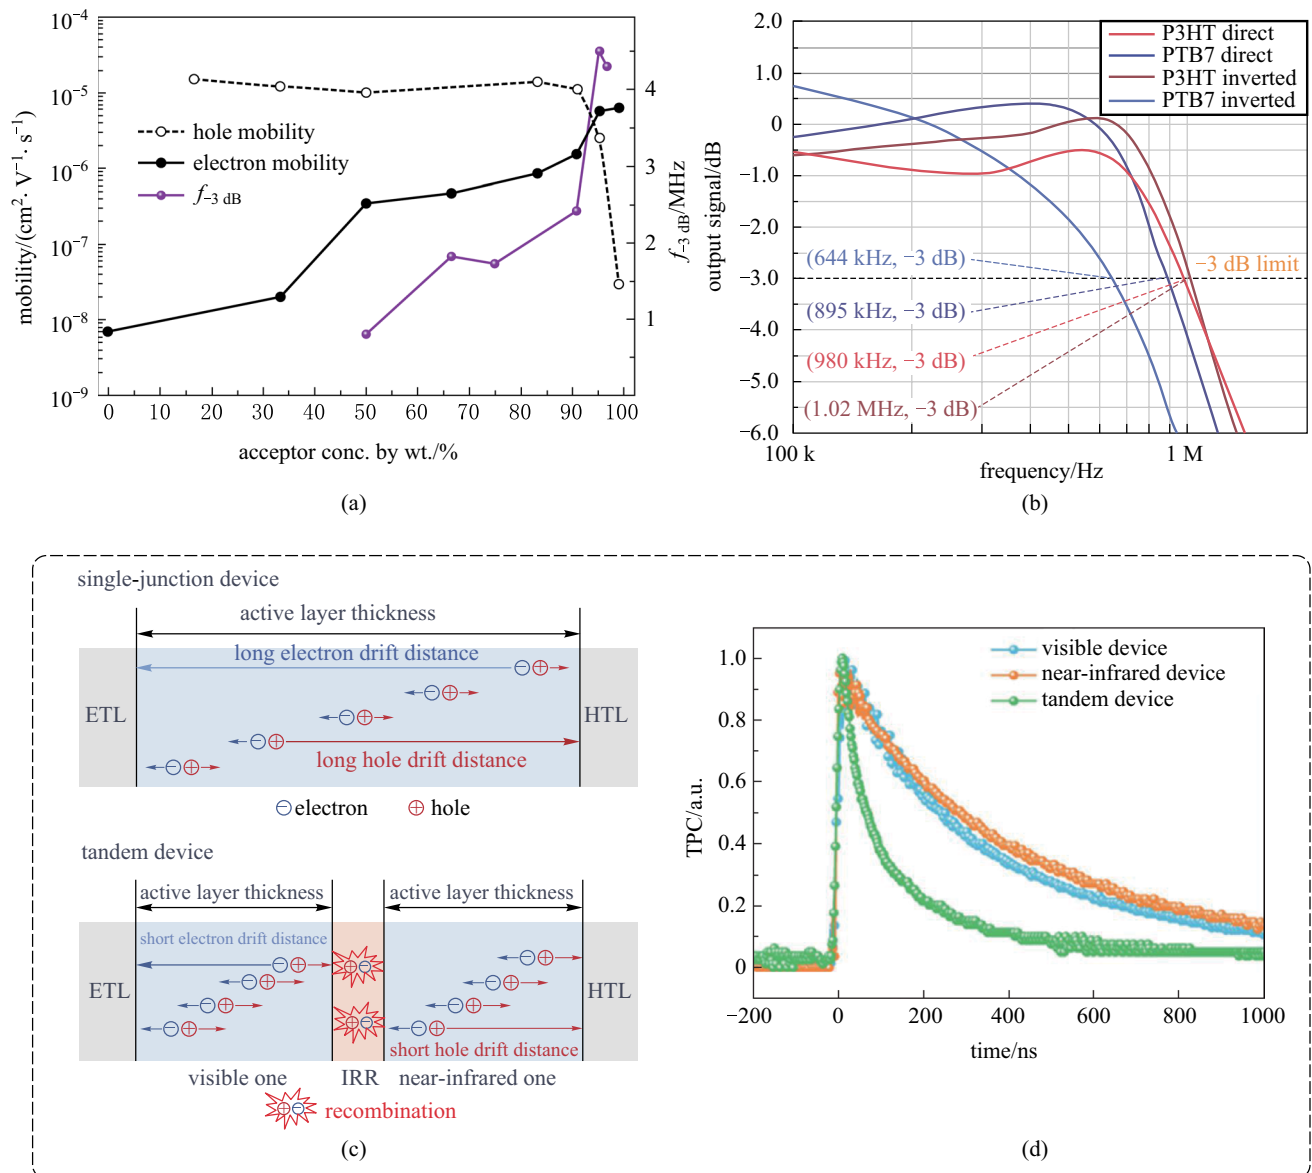 10⁻⁴
10⁻⁵
10⁻⁶
10⁻⁷
10⁻⁸
10⁻⁹
mobility/(cm²· V⁻¹· s⁻¹)
hole mobility
electron mobility
f₋₃ dB
4
3
2
1
f₋₃ dB/MHz
0 10 20 30 40 50 60 70 80 90 100
acceptor conc. by wt./%
(a)
2.0
1.0
0
−1.0
−2.0
−3.0
−4.0
−5.0
−6.0
output signal/dB
P3HT direct
PTB7 direct
P3HT inverted
PTB7 inverted
(644 kHz, −3 dB)
−3 dB limit
(895 kHz, −3 dB)
(980 kHz, −3 dB)
(1.02 MHz, −3 dB)
100 k 1 M
frequency/Hz
(b)
single-junction device
active layer thickness
long electron drift distance
ETL
HTL
long hole drift distance
electron hole
tandem device
active layer thickness active layer thickness
short electron drift distance
ETL
HTL
short hole drift distance
visible one IRR near-infrared one
recombination
(c)
1.0
0.8
0.6
0.4
0.2
0
TPC/a.u.
visible device
near-infrared device
tandem device
−200 0 200 400 600 800 1000
time/ns
(d)